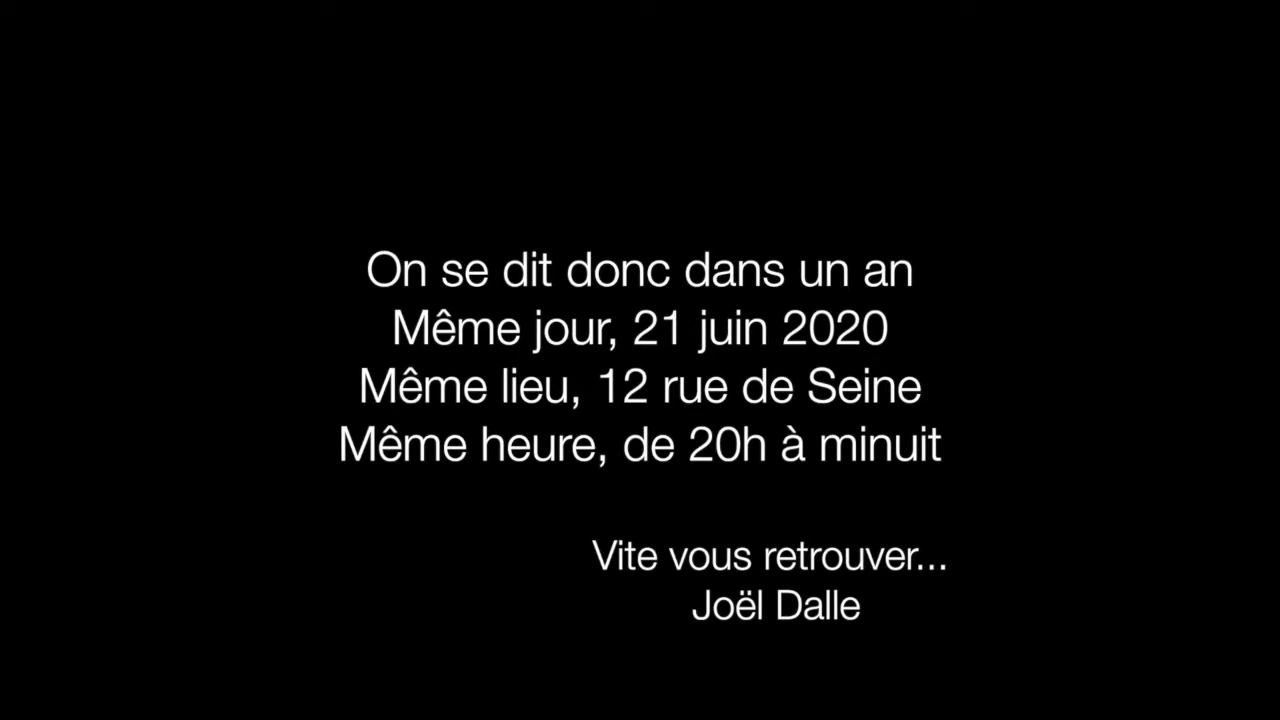 On se dit donc dans un an
Même jour, 21 juin 2020
Même lieu, 12 rue de Seine
Même heure, de 20h à minuit
Vite vous retrouver...
Joël Dalle